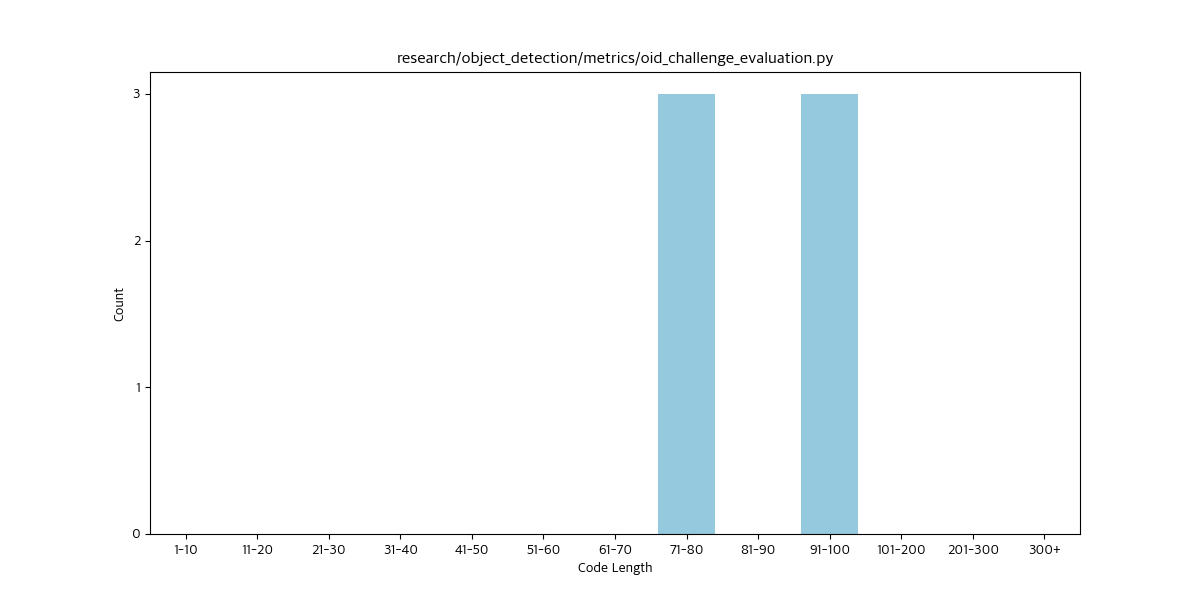 research/object_detection/metrics/oid_challenge_evaluation.py
3
2
1
0
Count
1-10 11-20 21-30 31-40 41-50 51-60 61-70 71-80 81-90 91-100 101-200 201-300 300+
Code Length